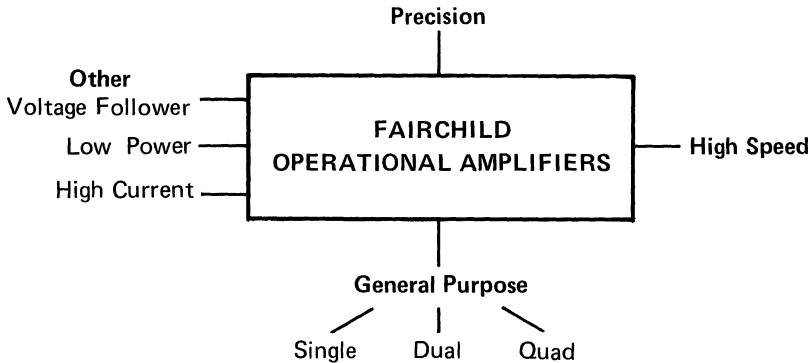 Precision
Other
Voltage Follower
Low Power
High Current
FAIRCHILD
OPERATIONAL AMPLIFIERS
High Speed
General Purpose
Single Dual Quad